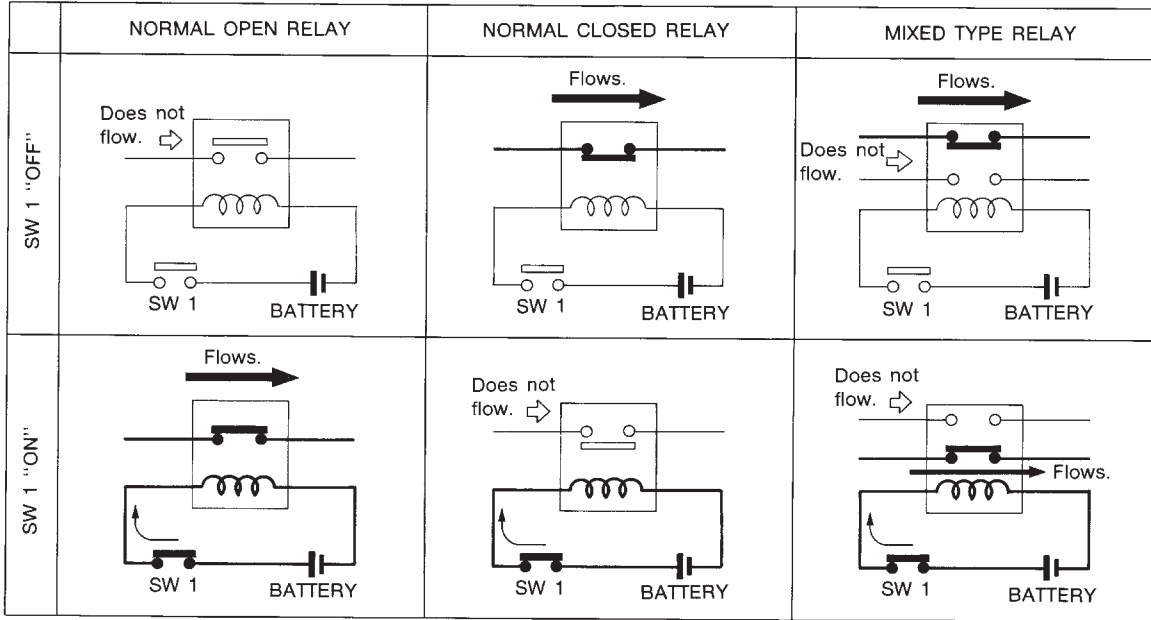 NORMAL OPEN RELAY
NORMAL CLOSED RELAY
MIXED TYPE RELAY
SW 1 "OFF"
Does not
flow.
SW 1
BATTERY
Flows.
SW 1
BATTERY
Flows.
Does not
flow.
SW 1
BATTERY
SW 1 "ON"
Flows.
SW 1
BATTERY
Does not
flow.
SW 1
BATTERY
Does not
flow.
Flows.
SW 1
BATTERY